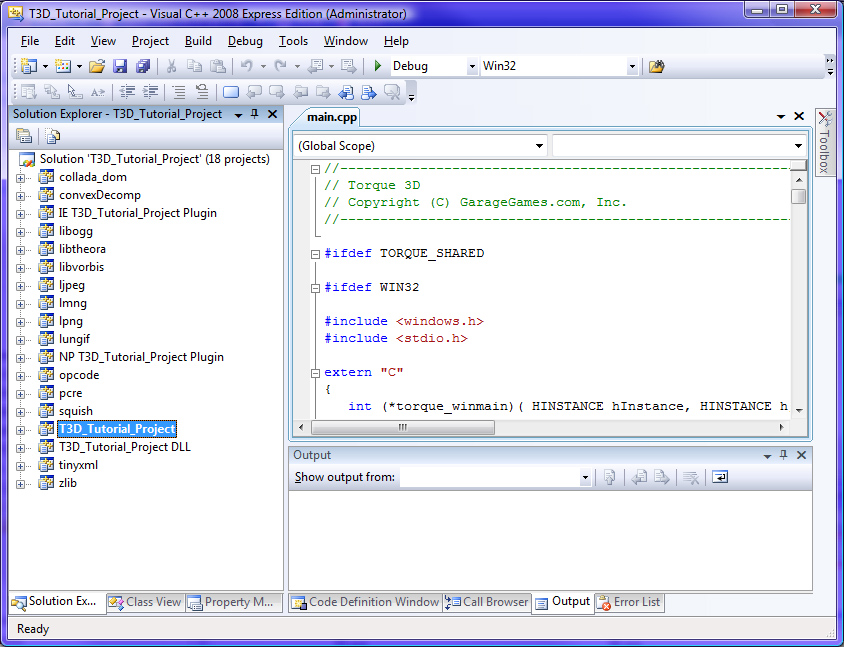 T3D_Tutorial_Project - Visual C++ 2008 Express Edition (Administrator)
File Edit View Project Build Debug Tools Window Help
Debug Win32
Solution Explorer - T3D_Tutorial_Project
Solution 'T3D_Tutorial_Project' (18 projects)
collada_dom
convexDecomp
IE T3D_Tutorial_Project Plugin
libogg
libtheora
libvorbis
ljpeg
lmng
lpng
lungif
NP T3D_Tutorial_Project Plugin
opcode
pcre
squish
T3D_Tutorial_Project
T3D_Tutorial_Project DLL
tinyxml
zlib
Solution Ex... Class View Property M...
main.cpp
(Global Scope)
//--------------------------------------------------------
// Torque 3D
// Copyright (C) GarageGames.com, Inc.
//--------------------------------------------------------
#ifdef TORQUE_SHARED
#ifdef WIN32
#include <windows.h>
#include <stdio.h>
extern "C"
{
int (*torque_winmain)( HINSTANCE hInstance, HINSTANCE h
Toolbox
Output
Show output from:
Code Definition Window Call Browser Output Error List
Ready